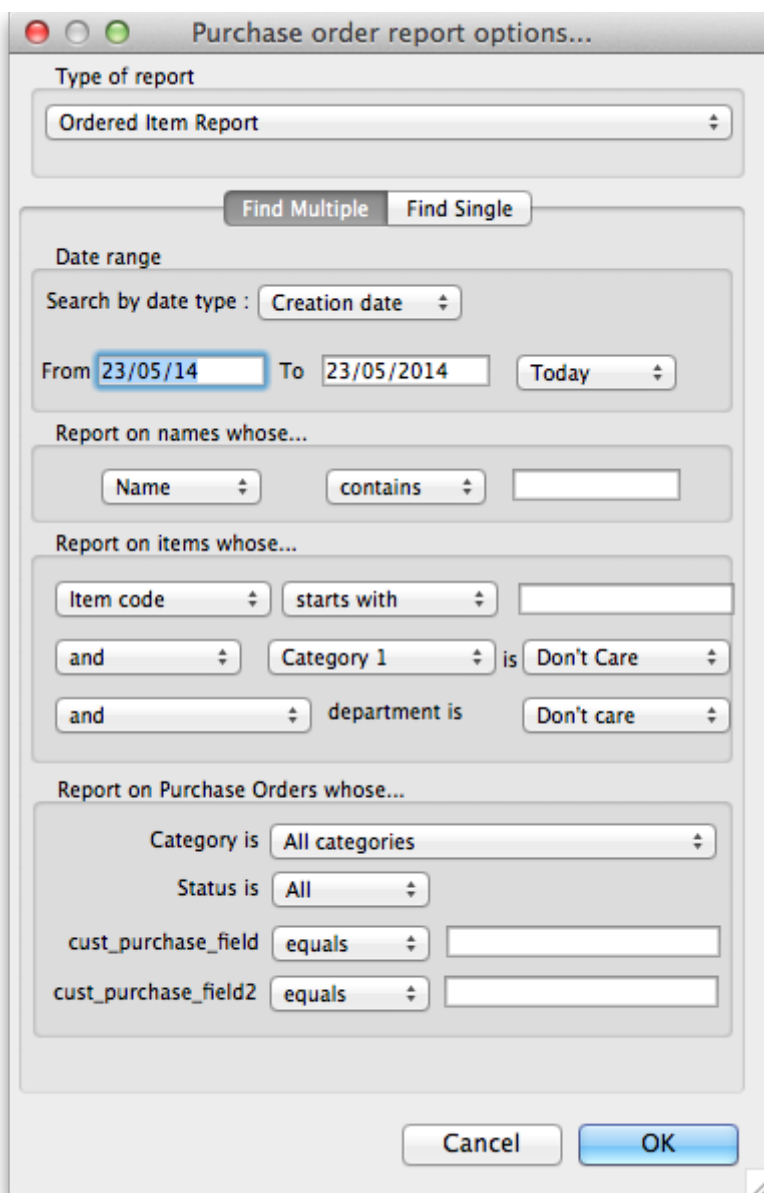 Purchase order report options...
Type of report
Ordered Item Report
Find Multiple Find Single
Date range
Search by date type : Creation date
From 23/05/14 To 23/05/2014 Today
Report on names whose...
Name contains
Report on items whose...
Item code starts with
and Category 1 is Don't Care
and department is Don't care
Report on Purchase Orders whose...
Category is All categories
Status is All
cust_purchase_field equals
cust_purchase_field2 equals
Cancel OK